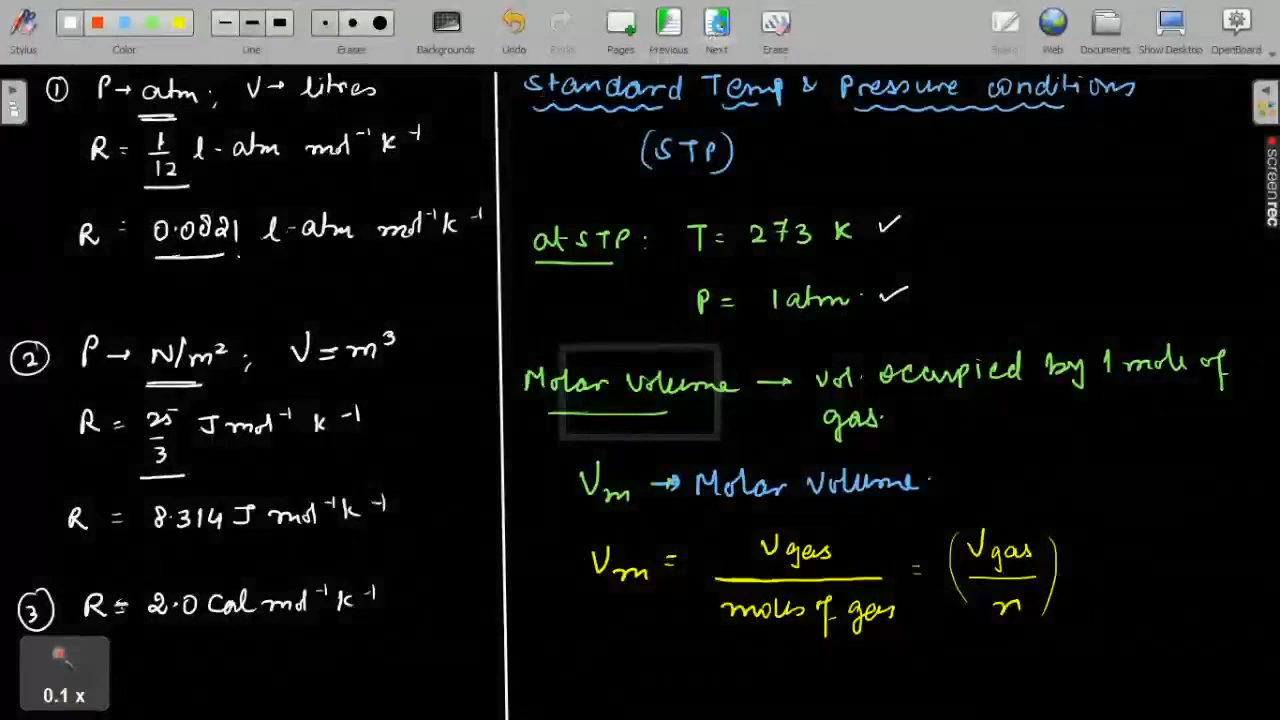 Stylus
Color
Line
Eraser
Backgrounds
Undo
Redo
Pages
Previous
Next
Erase
Board
Web
Documents
Show Desktop
OpenBoard
① P → atm; V → litres
R = 1/12 l-atm mol⁻¹ k⁻¹
R = 0.0821 l-atm mol⁻¹ k⁻¹
② P → N/m²; V = m³
R = 25/3 J mol⁻¹ k⁻¹
R = 8.314 J mol⁻¹ k⁻¹
③ R = 2.0 Cal mol⁻¹ k⁻¹
0.1 x
Standard Temp & Pressure conditions
(STP)
at STP: T = 273 K ✓
P = 1 atm. ✓
Molar volume → vol. occupied by 1 mole of
gas.
Vm → Molar volume.
Vm = V gas / moles of gas = (V gas / n)
screenrec